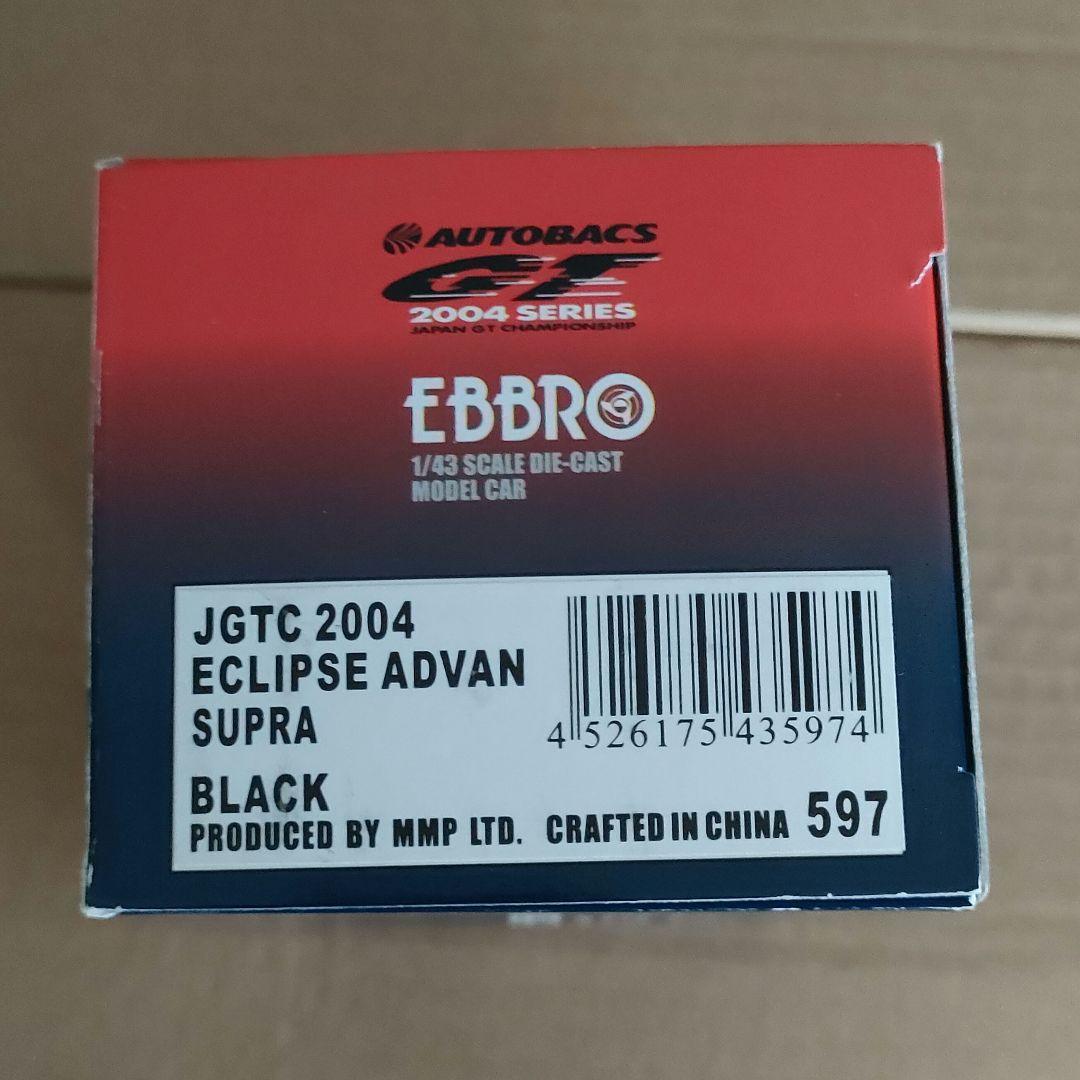 AUTOBACS
GT
2004 SERIES
JAPAN GT CHAMPIONSHIP
EBBRO
1/43 SCALE DIE-CAST
MODEL CAR
JGTC 2004
ECLIPSE ADVAN
SUPRA
4 526175 435974
BLACK
PRODUCED BY MMP LTD. CRAFTED IN CHINA 597